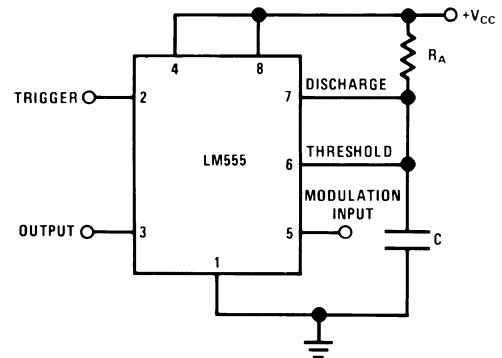 +VCC
4
8
RA
DISCHARGE
7
TRIGGER
2
THRESHOLD
6
LM555
MODULATION
INPUT
OUTPUT
3
5
C
1